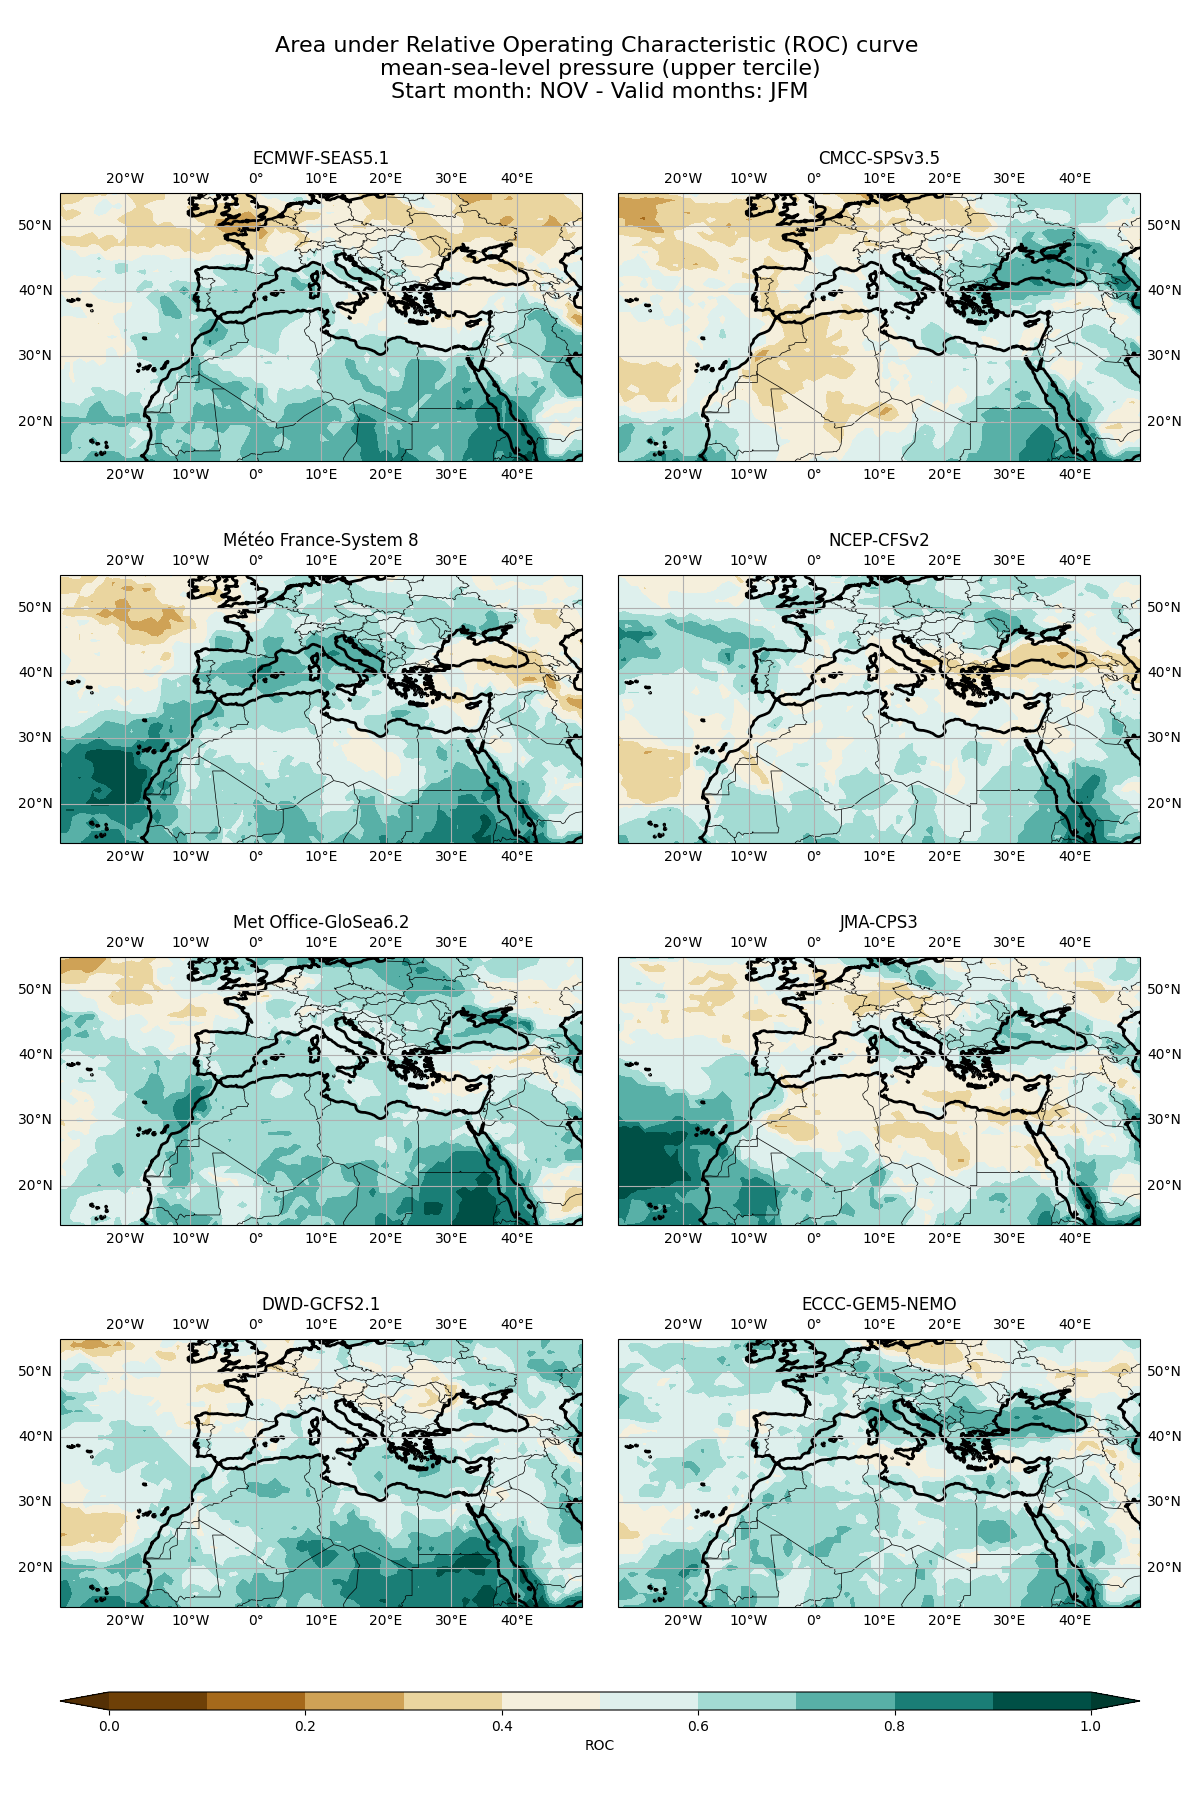 Area under Relative Operating Characteristic (ROC) curve
mean-sea-level pressure (upper tercile)
Start month: NOV - Valid months: JFM
ECMWF-SEAS5.1
20°W 10°W 0° 10°E 20°E 30°E 40°E
50°N
40°N
30°N
20°N
20°W 10°W 0° 10°E 20°E 30°E 40°E
CMCC-SPSv3.5
20°W 10°W 0° 10°E 20°E 30°E 40°E
50°N
40°N
30°N
20°N
20°W 10°W 0° 10°E 20°E 30°E 40°E
Météo France-System 8
20°W 10°W 0° 10°E 20°E 30°E 40°E
50°N
40°N
30°N
20°N
20°W 10°W 0° 10°E 20°E 30°E 40°E
NCEP-CFSv2
20°W 10°W 0° 10°E 20°E 30°E 40°E
50°N
40°N
30°N
20°N
20°W 10°W 0° 10°E 20°E 30°E 40°E
Met Office-GloSea6.2
20°W 10°W 0° 10°E 20°E 30°E 40°E
50°N
40°N
30°N
20°N
20°W 10°W 0° 10°E 20°E 30°E 40°E
JMA-CPS3
20°W 10°W 0° 10°E 20°E 30°E 40°E
50°N
40°N
30°N
20°N
20°W 10°W 0° 10°E 20°E 30°E 40°E
DWD-GCFS2.1
20°W 10°W 0° 10°E 20°E 30°E 40°E
50°N
40°N
30°N
20°N
20°W 10°W 0° 10°E 20°E 30°E 40°E
ECCC-GEM5-NEMO
20°W 10°W 0° 10°E 20°E 30°E 40°E
50°N
40°N
30°N
20°N
20°W 10°W 0° 10°E 20°E 30°E 40°E
0.0 0.2 0.4 0.6 0.8 1.0
ROC